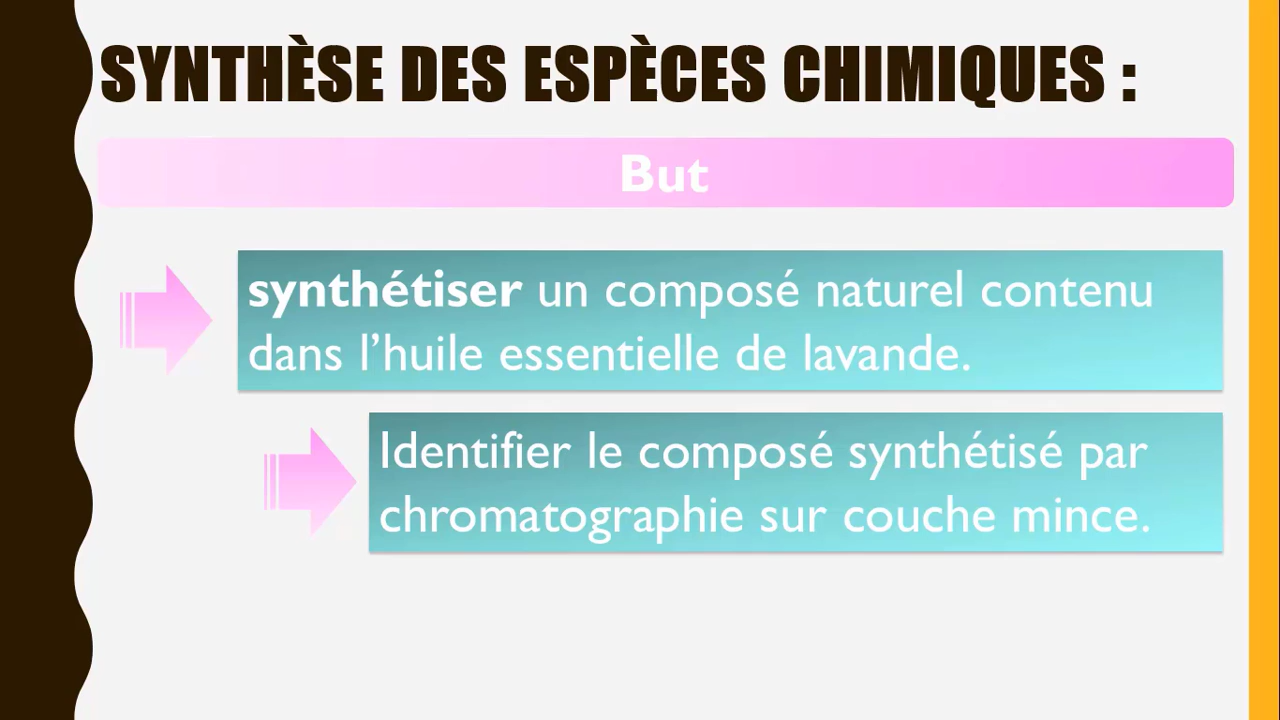 SYNTHÈSE DES ESPÈCES CHIMIQUES :
But
synthétiser un composé naturel contenu
dans l’huile essentielle de lavande.
Identifier le composé synthétisé par
chromatographie sur couche mince.